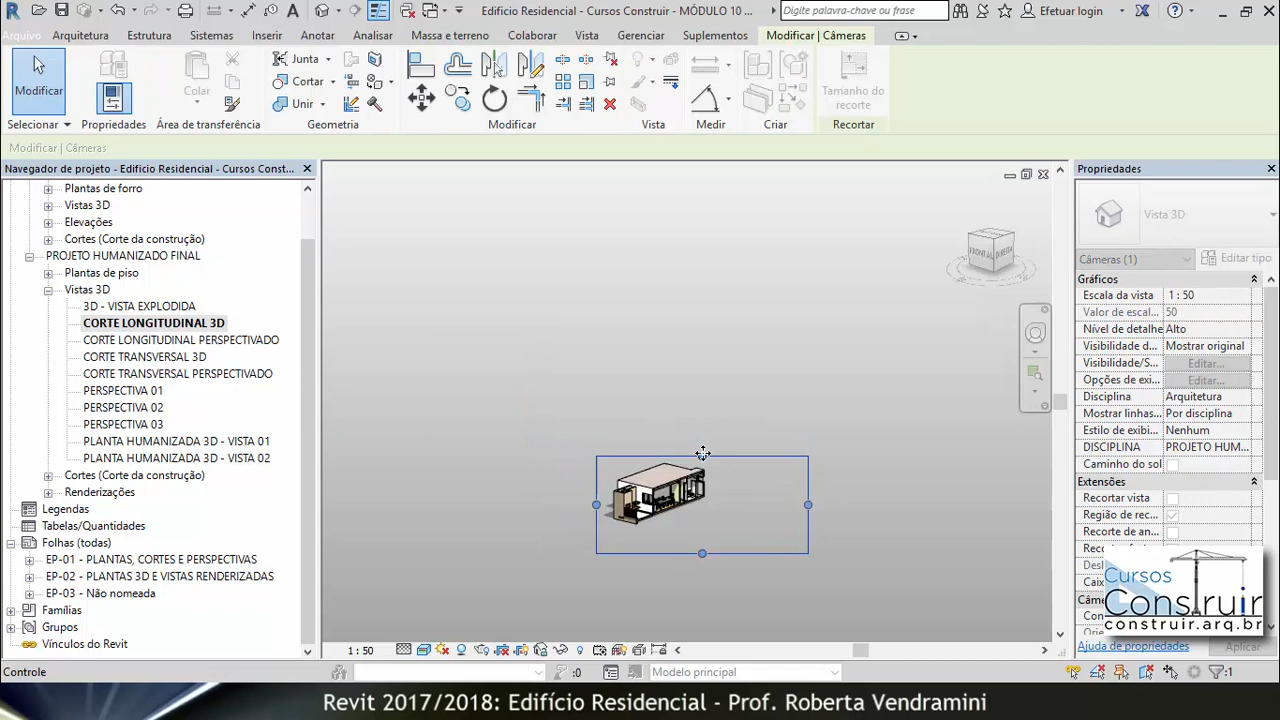 Edificio Residencial - Cursos Construir - MÓDULO 10 ...
Digite palavra-chave ou frase
Efetuar login
Arquivo Arquitetura Estrutura Sistemas Inserir Anotar Analisar Massa e terreno Colaborar Vista Gerenciar Suplementos Modificar | Câmeras
Modificar
Colar
Junta
Cortar
Unir
Tamanho do recorte
Selecionar Propriedades Área de transferência Geometria Modificar Vista Medir Criar Recortar
Modificar | Câmeras
Navegador de projeto - Edificio Residencial - Cursos Const...
Plantas de forro
Vistas 3D
Elevações
Cortes (Corte da construção)
PROJETO HUMANIZADO FINAL
Plantas de piso
Vistas 3D
3D - VISTA EXPLODIDA
CORTE LONGITUDINAL 3D
CORTE LONGITUDINAL PERSPECTIVADO
CORTE TRANSVERSAL 3D
CORTE TRANSVERSAL PERSPECTIVADO
PERSPECTIVA 01
PERSPECTIVA 02
PERSPECTIVA 03
PLANTA HUMANIZADA 3D - VISTA 01
PLANTA HUMANIZADA 3D - VISTA 02
Cortes (Corte da construção)
Renderizações
Legendas
Tabelas/Quantidades
Folhas (todas)
EP-01 - PLANTAS, CORTES E PERSPECTIVAS
EP-02 - PLANTAS 3D E VISTAS RENDERIZADAS
EP-03 - Não nomeada
Famílias
Grupos
Vínculos do Revit
FRONTAL DIREITA
Propriedades
Vista 3D
Câmeras (1) Editar tipo
Gráficos
Escala da vista 1 : 50
Valor de escal... 50
Nível de detalhe Alto
Visibilidade d... Mostrar original
Visibilidade/S... Editar...
Opções de exi... Editar...
Disciplina Arquitetura
Mostrar linhas... Por disciplina
Estilo de exibi... Nenhum
DISCIPLINA PROJETO HUM...
Caminho do sol
Extensões
Recortar vista
Região de rec...
Recorte de an...
Cursos
Construir
construir.arq.br
Ajuda de propriedades
Aplicar
1 : 50
Controle
:0
Modelo principal
:1
Revit 2017/2018: Edifício Residencial - Prof. Roberta Vendramini